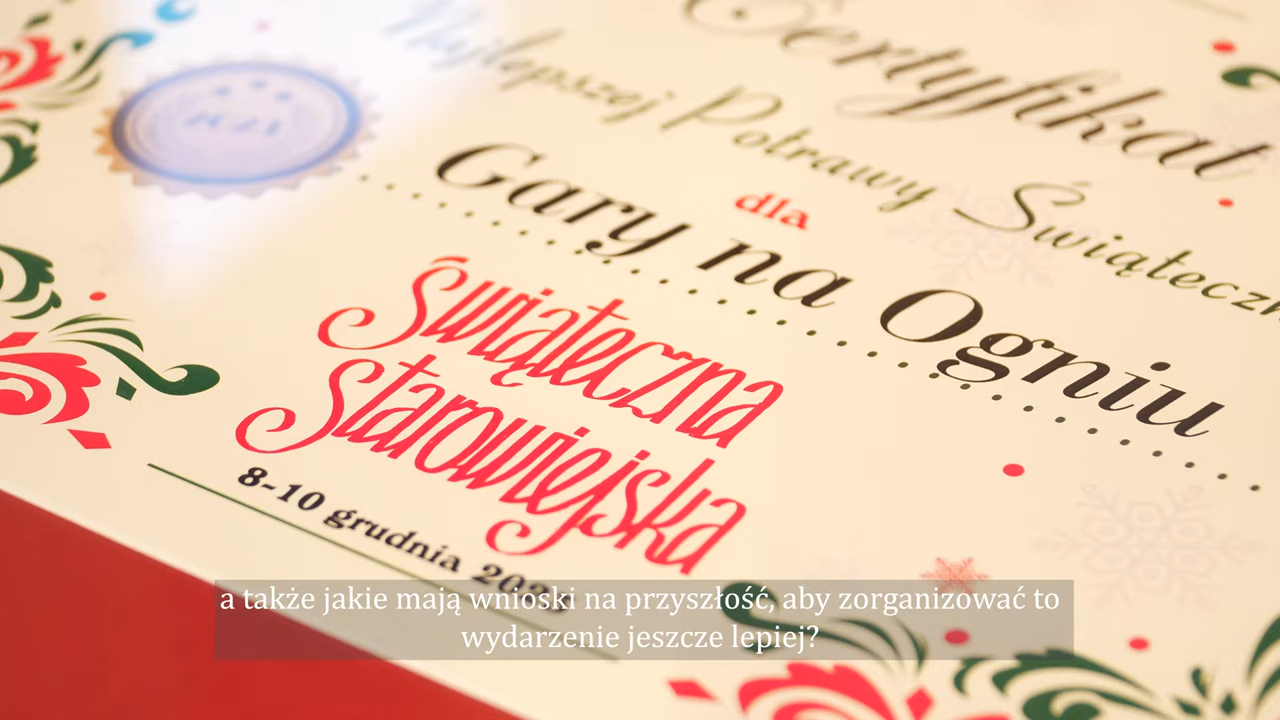 Certyfikat
Najlepszej Potrawy Świąteczn
dla
Gary na Ogniu
Świąteczna
Starowiejska
8-10 grudnia
a także jakie mają wnioski na przyszłość, aby zorganizować to
wydarzenie jeszcze lepiej?